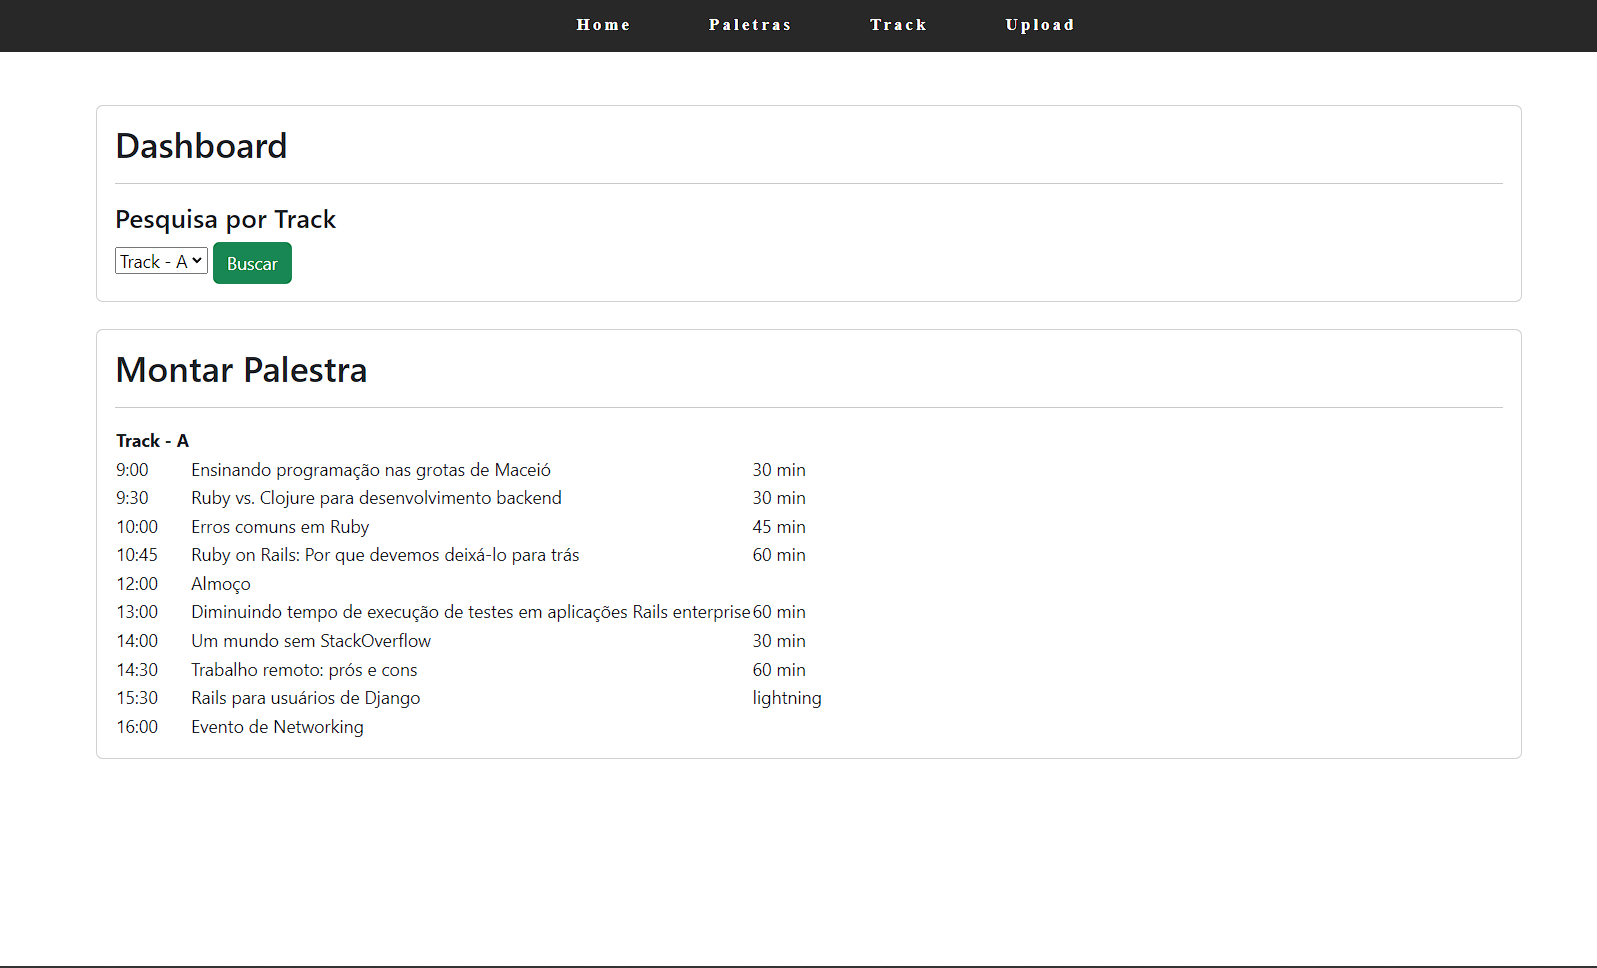 Home Paletras Track Upload
Dashboard
Pesquisa por Track
Track - A Buscar
Montar Palestra
Track - A
9:00 Ensinando programação nas grotas de Maceió 30 min
9:30 Ruby vs. Clojure para desenvolvimento backend 30 min
10:00 Erros comuns em Ruby 45 min
10:45 Ruby on Rails: Por que devemos deixá-lo para trás 60 min
12:00 Almoço
13:00 Diminuindo tempo de execução de testes em aplicações Rails enterprise 60 min
14:00 Um mundo sem StackOverflow 30 min
14:30 Trabalho remoto: prós e cons 60 min
15:30 Rails para usuários de Django lightning
16:00 Evento de Networking